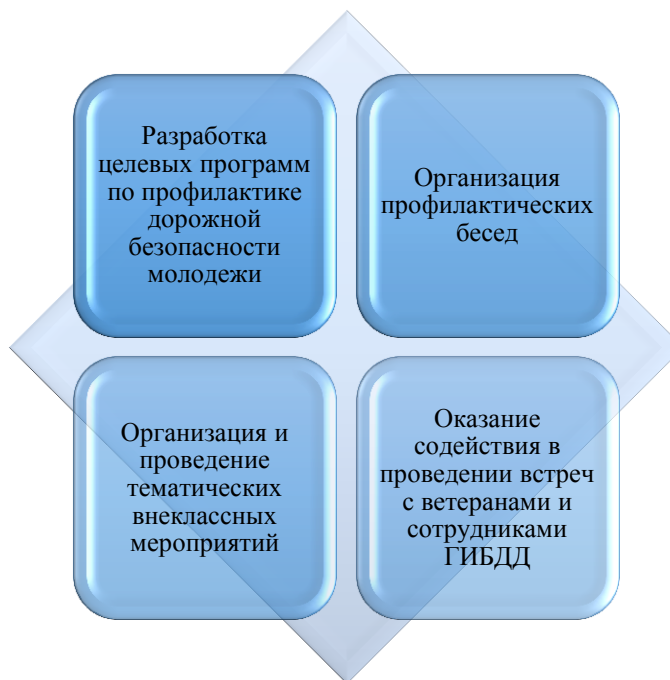 Разработка
целевых программ
по профилактике
дорожной
безопасности
молодежи
Организация
профилактических
бесед
Организация и
проведение
тематических
внеклассных
мероприятий
Оказание
содействия в
проведении встреч
с ветеранами и
сотрудниками
ГИБДД